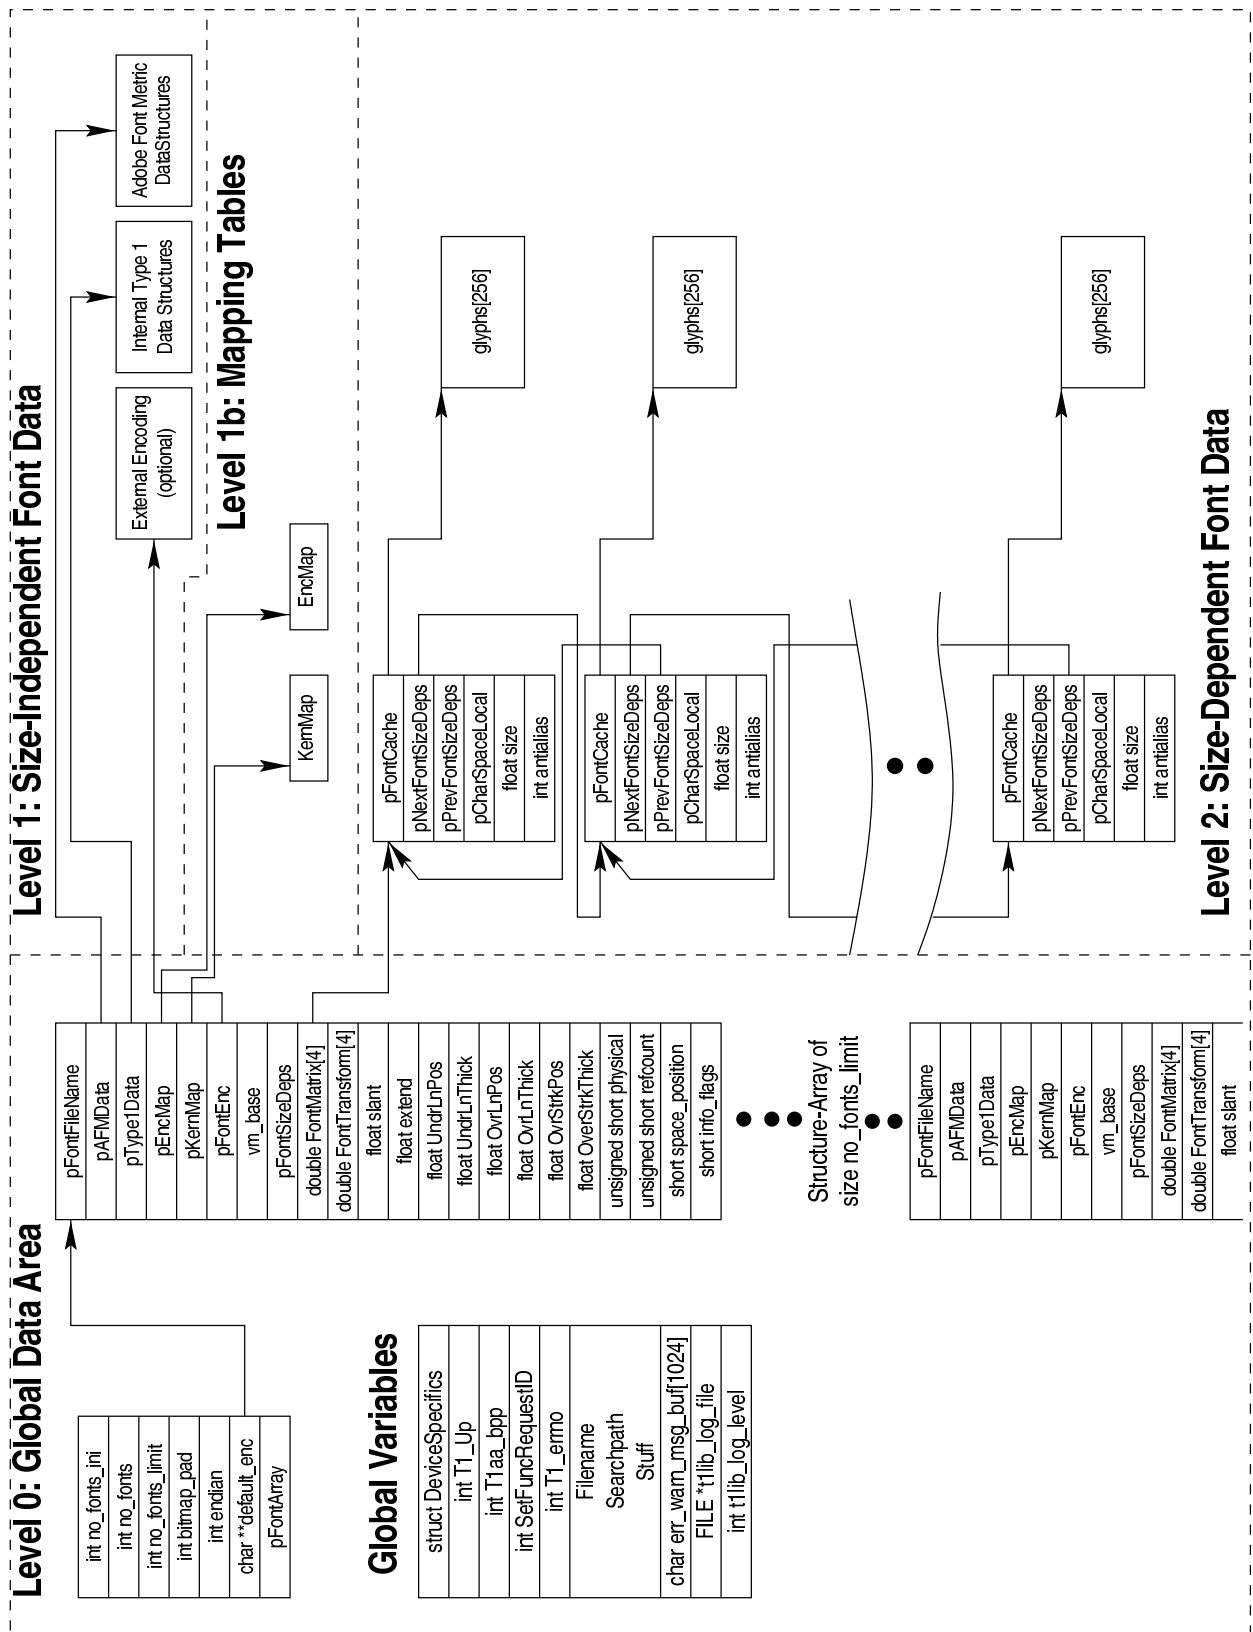 Level 0: Global Data Area
int no_fonts_ini
int no_fonts
int no_fonts_limit
int bitmap_pad
int endian
char **default_enc
pFontArray
Global Variables
struct DeviceSpecifics
int T1_Up
int T1aa_bpp
int SetFuncRequestID
int T1_errno
Filename
Searchpath
Stuff
char err_warn_msg_buf[1024]
FILE *t1lib_log_file
int t1lib_log_level
pFontFileName
pAFMData
pType1Data
pEncMap
pKernMap
pFontEnc
vm_base
pFontSizeDeps
double FontMatrix[4]
double FontTransform[4]
float slant
float extend
float UndrLnPos
float UndrLnThick
float OvrLnPos
float OvrLnThick
float OvrStrkPos
float OverStrkThick
unsigned short physical
unsigned short refcount
short space_position
short info_flags
Structure-Array of
size no_fonts_limit
pFontFileName
pAFMData
pType1Data
pEncMap
pKernMap
pFontEnc
vm_base
pFontSizeDeps
double FontMatrix[4]
double FontTransform[4]
float slant
Level 1: Size-Independent Font Data
External Encoding
(optional)
Internal Type 1
Data Structures
Adobe Font Metric
DataStructures
Level 1b: Mapping Tables
KernMap
EncMap
pFontCache
pNextFontSizeDeps
pPrevFontSizeDeps
pCharSpaceLocal
float size
int antialias
glyphs[256]
pFontCache
pNextFontSizeDeps
pPrevFontSizeDeps
pCharSpaceLocal
float size
int antialias
glyphs[256]
pFontCache
pNextFontSizeDeps
pPrevFontSizeDeps
pCharSpaceLocal
float size
int antialias
glyphs[256]
Level 2: Size-Dependent Font Data